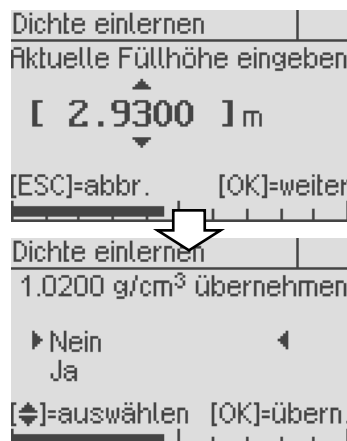 Dichte einlernen
Aktuelle Füllhöhe eingeben
[ 2.9300 ] m
[ESC]=abbr. [OK]=weiter
Dichte einlernen
1.0200 g/cm³ übernehmen
Nein
Ja
[⬍]=auswählen [OK]=übern.